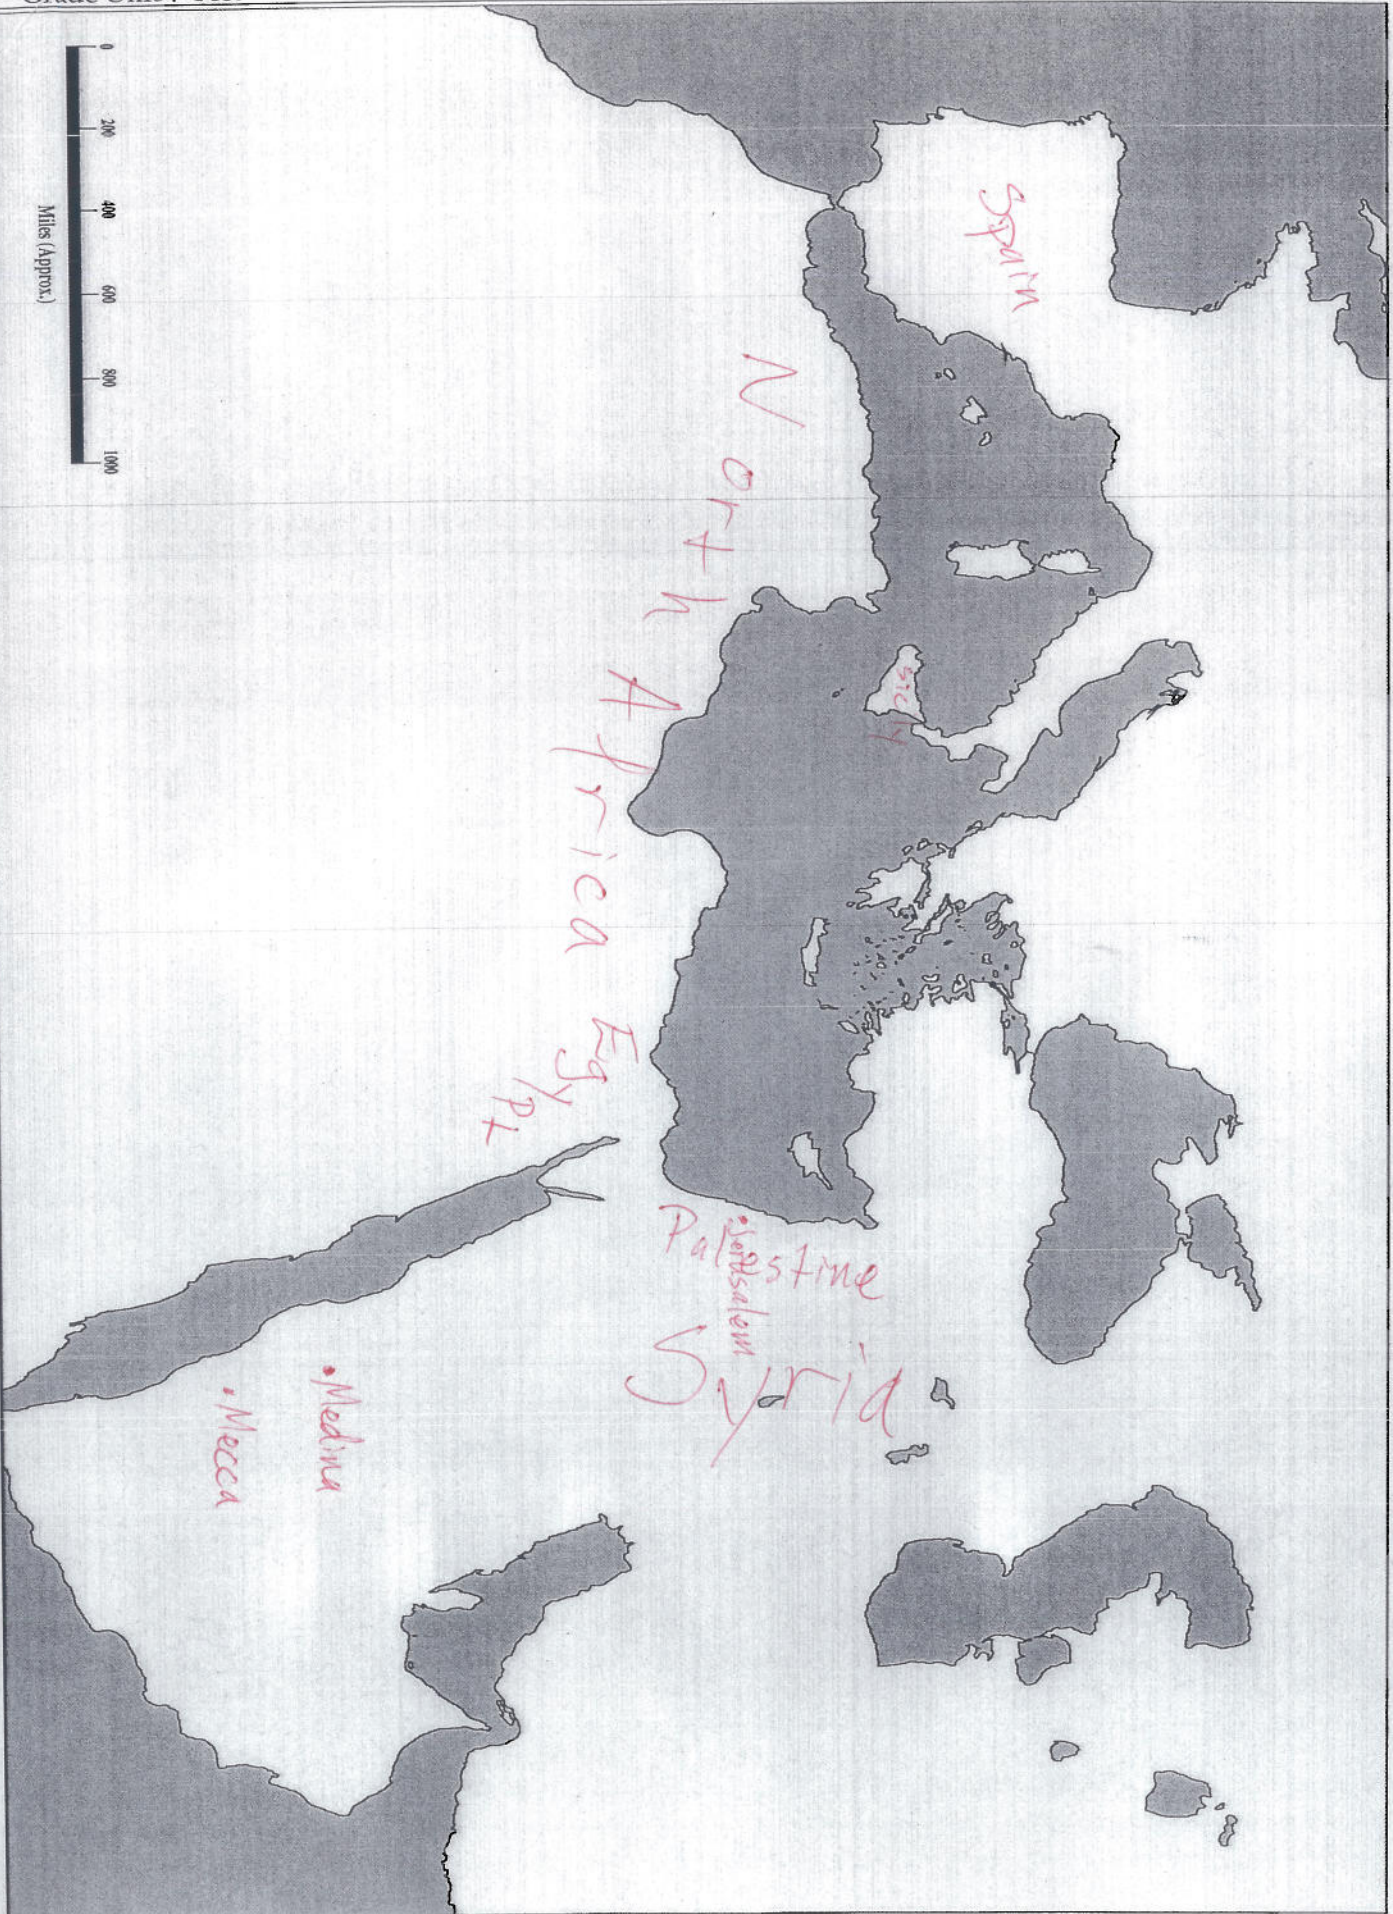 Spain
North Africa
Sicily
Egypt
Palestine
Jerusalem
Syria
Medina
Mecca
0 200 400 600 800 1000
Miles (Approx.)